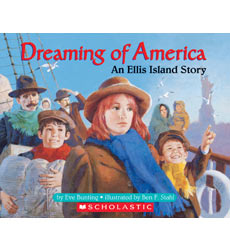 Dreaming of America
An Ellis Island Story
by Eve Bunting • illustrated by Ben F. Stahl
SCHOLASTIC